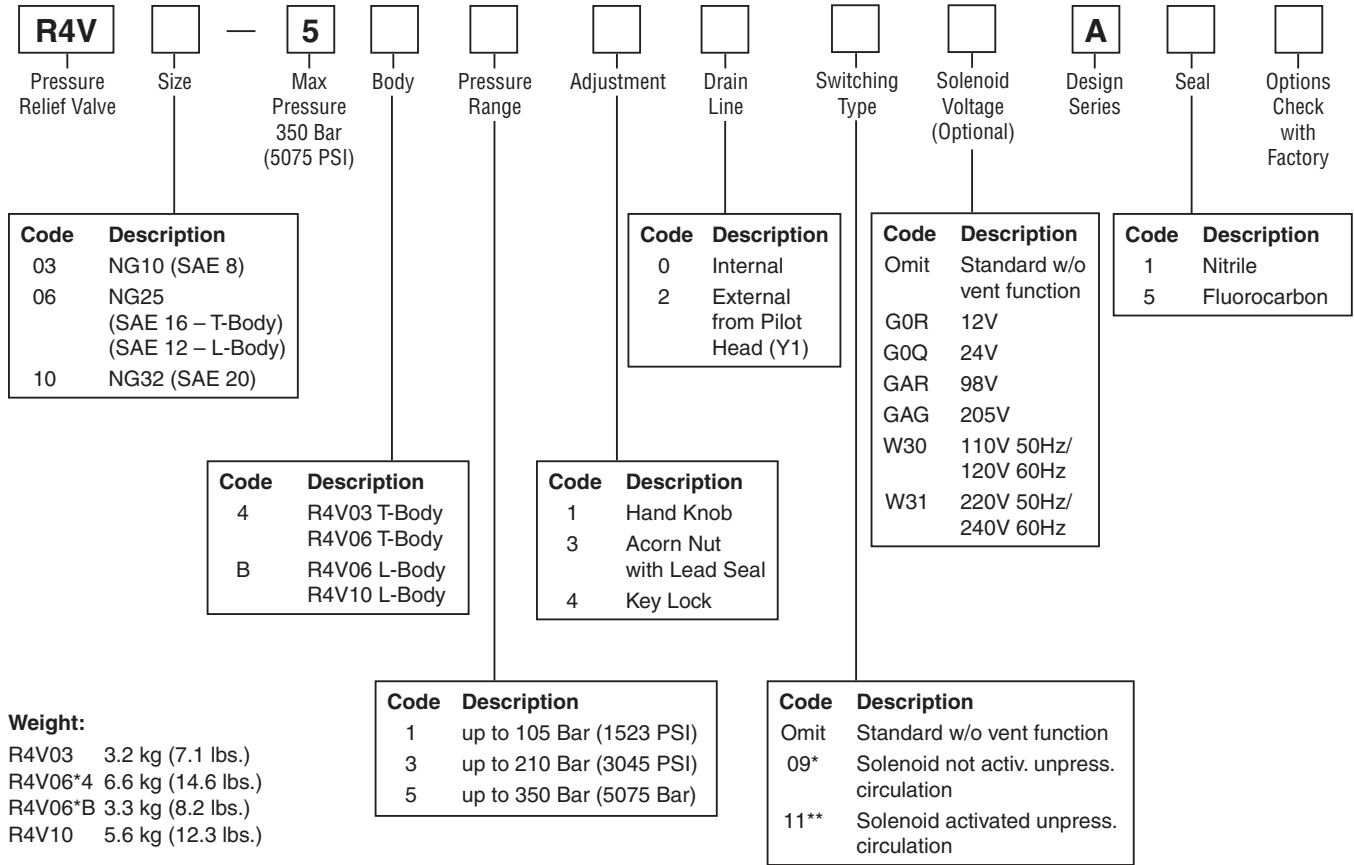 R4V — 5 A
Pressure
Relief Valve
Size
Max
Pressure
350 Bar
(5075 PSI)
Body
Pressure
Range
Adjustment
Drain
Line
Switching
Type
Solenoid
Voltage
(Optional)
Design
Series
Seal
Options
Check
with
Factory
Code Description
03 NG10 (SAE 8)
06 NG25
(SAE 16 – T-Body)
(SAE 12 – L-Body)
10 NG32 (SAE 20)
Code Description
0 Internal
2 External
from Pilot
Head (Y1)
Code Description
Omit Standard w/o
vent function
G0R 12V
G0Q 24V
GAR 98V
GAG 205V
W30 110V 50Hz/
120V 60Hz
W31 220V 50Hz/
240V 60Hz
Code Description
1 Nitrile
5 Fluorocarbon
Code Description
4 R4V03 T-Body
R4V06 T-Body
B R4V06 L-Body
R4V10 L-Body
Code Description
1 Hand Knob
3 Acorn Nut
with Lead Seal
4 Key Lock
Weight:
R4V03 3.2 kg (7.1 lbs.)
R4V06*4 6.6 kg (14.6 lbs.)
R4V06*B 3.3 kg (8.2 lbs.)
R4V10 5.6 kg (12.3 lbs.)
Code Description
1 up to 105 Bar (1523 PSI)
3 up to 210 Bar (3045 PSI)
5 up to 350 Bar (5075 Bar)
Code Description
Omit Standard w/o vent function
09* Solenoid not activ. unpress.
circulation
11** Solenoid activated unpress.
circulation